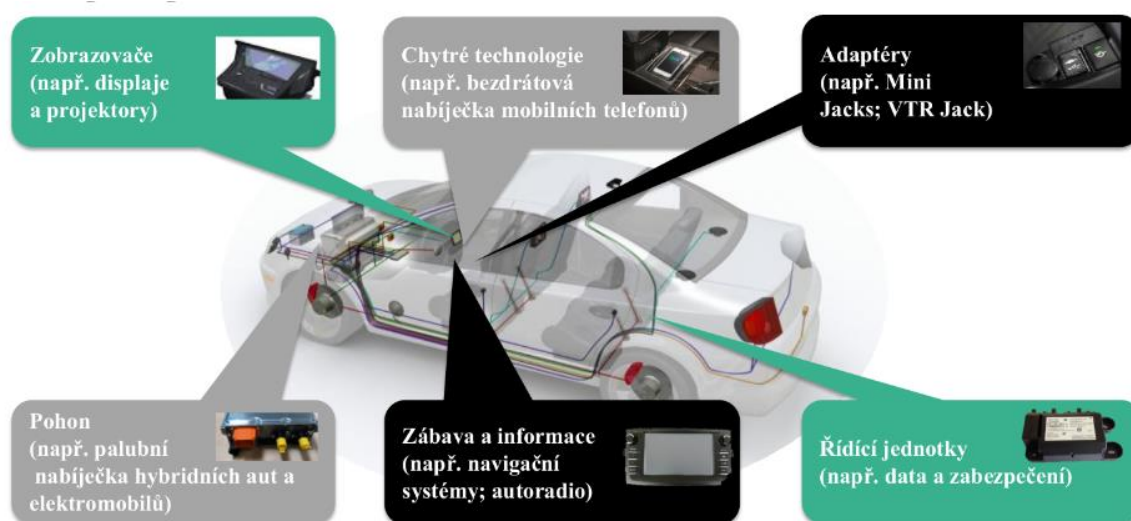 Zobrazovače
(např. displaje
a projektory)
Chytré technologie
(např. bezdrátová
nabíječka mobilních telefonů)
Adaptéry
(např. Mini
Jacks; VTR Jack)
Pohon
(např. palubní
nabíječka hybridních aut a
elektromobilů)
Zábava a informace
(např. navigační
systémy; autoradio)
Řídící jednotky
(např. data a zabezpečení)